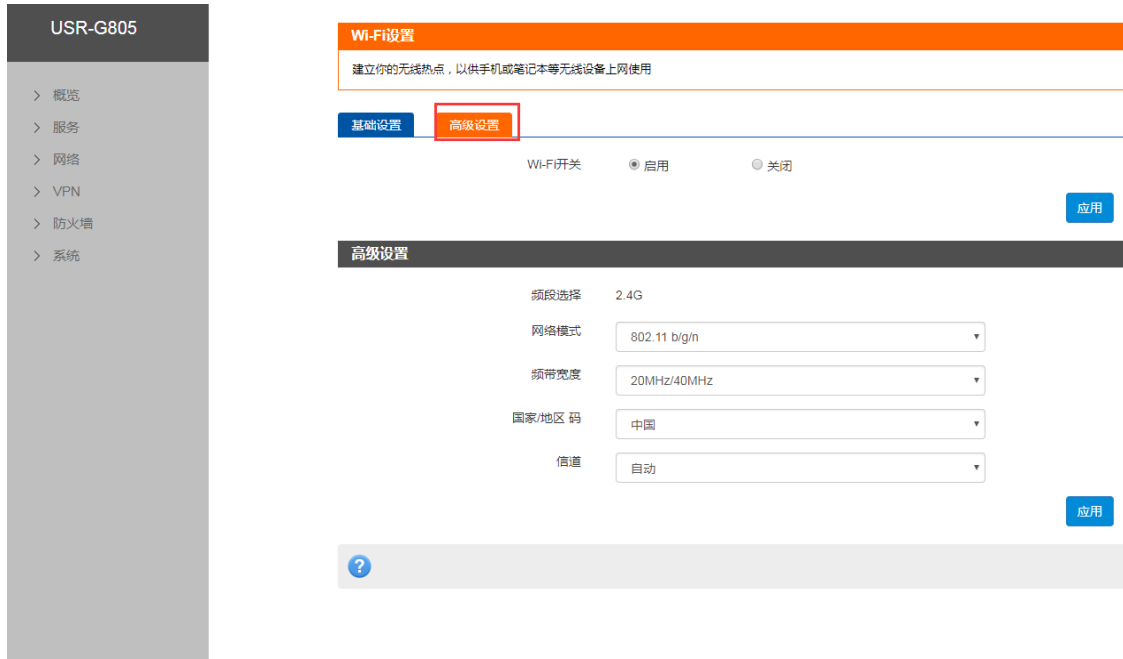 USR-G805
概览
服务
网络
VPN
防火墙
系统
Wi-Fi设置
建立你的无线热点，以供手机或笔记本等无线设备上网使用
基础设置 高级设置
Wi-Fi开关 启用 关闭
应用
高级设置
频段选择 2.4G
网络模式 802.11 b/g/n
频带宽度 20MHz/40MHz
国家/地区 码 中国
信道 自动
应用
?